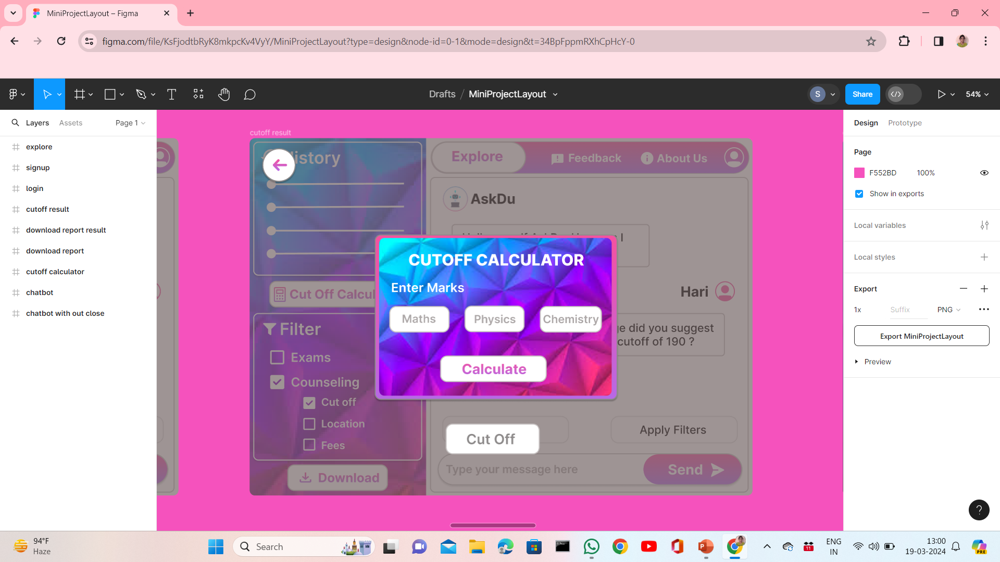 MiniProjectLayout – Figma
figma.com/file/KsFjodtbRyK8mkpcKv4VyY/MiniProjectLayout?type=design&node-id=0-1&mode=design&t=34BpFppmRXhCpHcY-0
Drafts / MiniProjectLayout
S
Share
54%
Layers
Assets
Page 1
explore
signup
login
cutoff result
download report result
download report
cutoff calculator
chatbot
chatbot with out close
cutoff result
istory
Explore
Feedback
About Us
AskDu
CUTOFF CALCULATOR
Enter Marks
Maths
Physics
Chemistry
Calculate
Cut Off Calcul
Hari
ge did you suggest
cutoff of 190 ?
Filter
Exams
Counseling
Cut off
Location
Fees
Download
Cut Off
Apply Filters
Type your message here
Send
Design
Prototype
Page
F552BD
100%
Show in exports
Local variables
Local styles
Export
1x
Suffix
PNG
Export MiniProjectLayout
Preview
?
94°F
Haze
Search
11
ENG
IN
13:00
19-03-2024
PRE